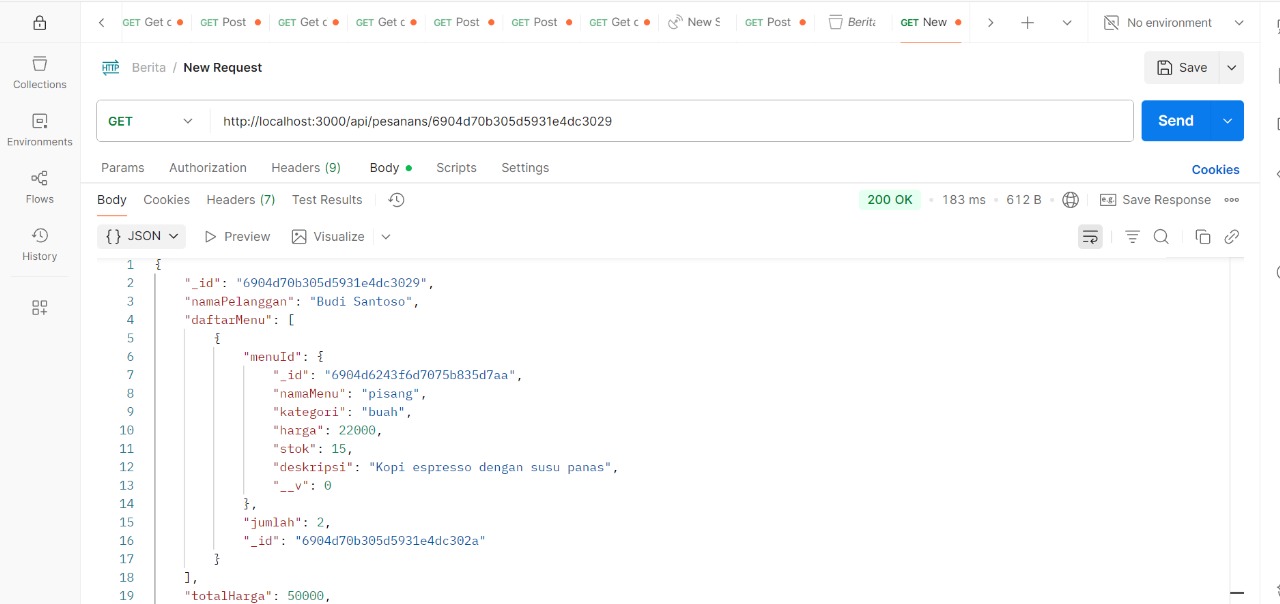 GET Get c GET Post GET Get c GET Get c GET Post GET Post GET Get c New S GET Post Berita GET New No environment
Berita / New Request Save
Collections
GET http://localhost:3000/api/pesanans/6904d70b305d5931e4dc3029 Send
Environments
Params Authorization Headers (9) Body Scripts Settings Cookies
Flows
Body Cookies Headers (7) Test Results 200 OK 183 ms 612 B e.g. Save Response
{} JSON Preview Visualize
History
1 {
2 "_id": "6904d70b305d5931e4dc3029",
3 "namaPelanggan": "Budi Santoso",
4 "daftarMenu": [
5 {
6 "menuId": {
7 "_id": "6904d6243f6d7075b835d7aa",
8 "namaMenu": "pisang",
9 "kategori": "buah",
10 "harga": 22000,
11 "stok": 15,
12 "deskripsi": "Kopi espresso dengan susu panas",
13 "__v": 0
14 },
15 "jumlah": 2,
16 "_id": "6904d70b305d5931e4dc302a"
17 }
18 ],
19 "totalHarga": 50000,